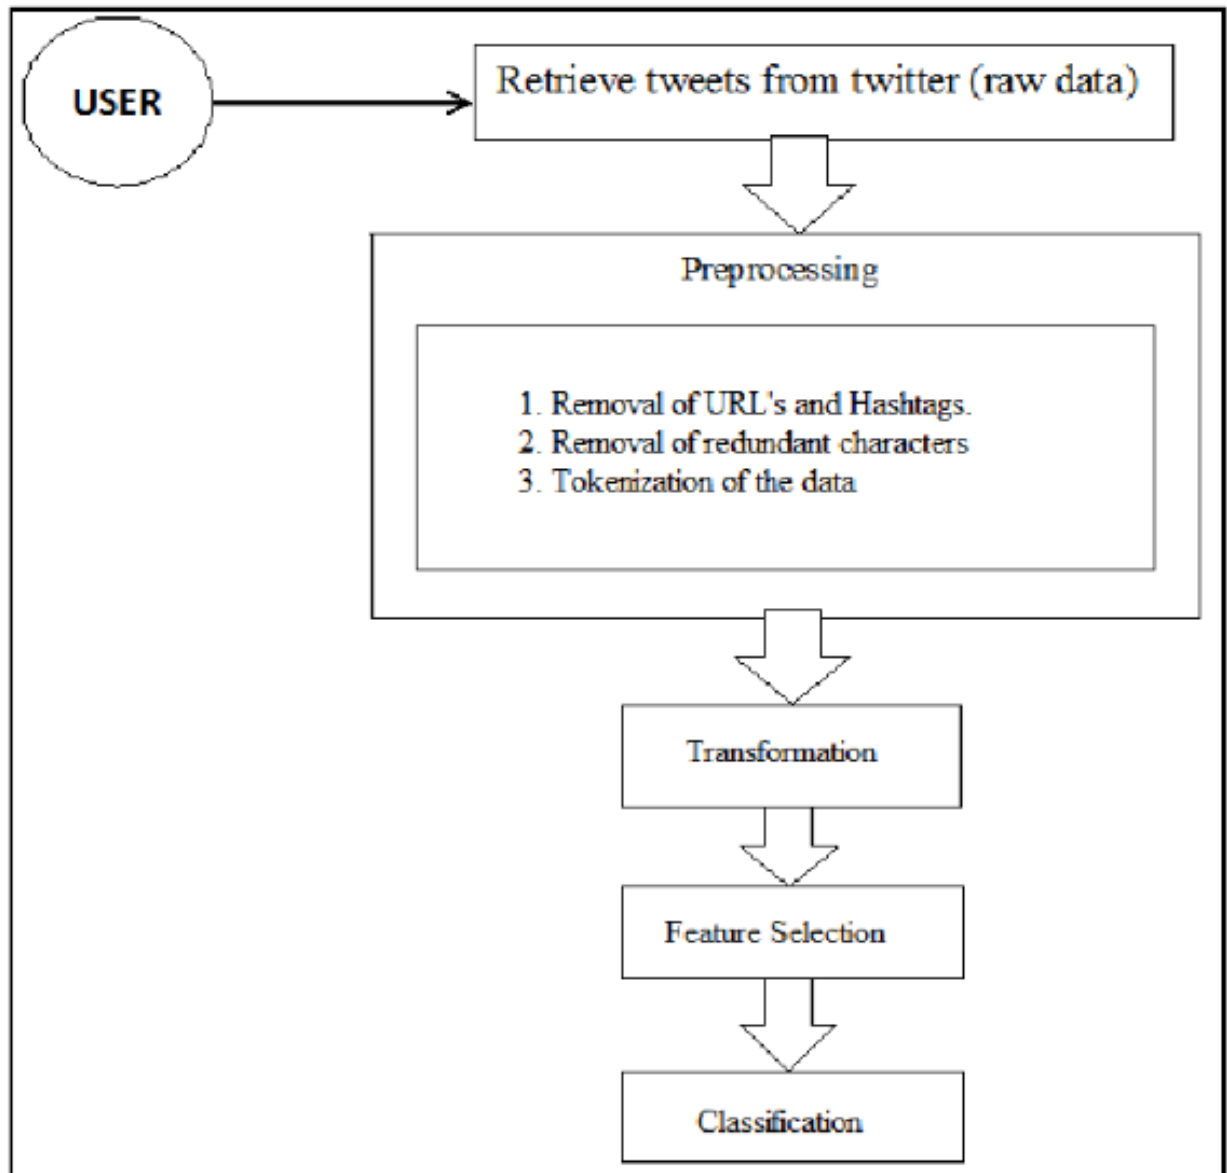 USER
Retrieve tweets from twitter (raw data)
Preprocessing
1. Removal of URL's and Hashtags.
2. Removal of redundant characters
3. Tokenization of the data
Transformation
Feature Selection
Classification